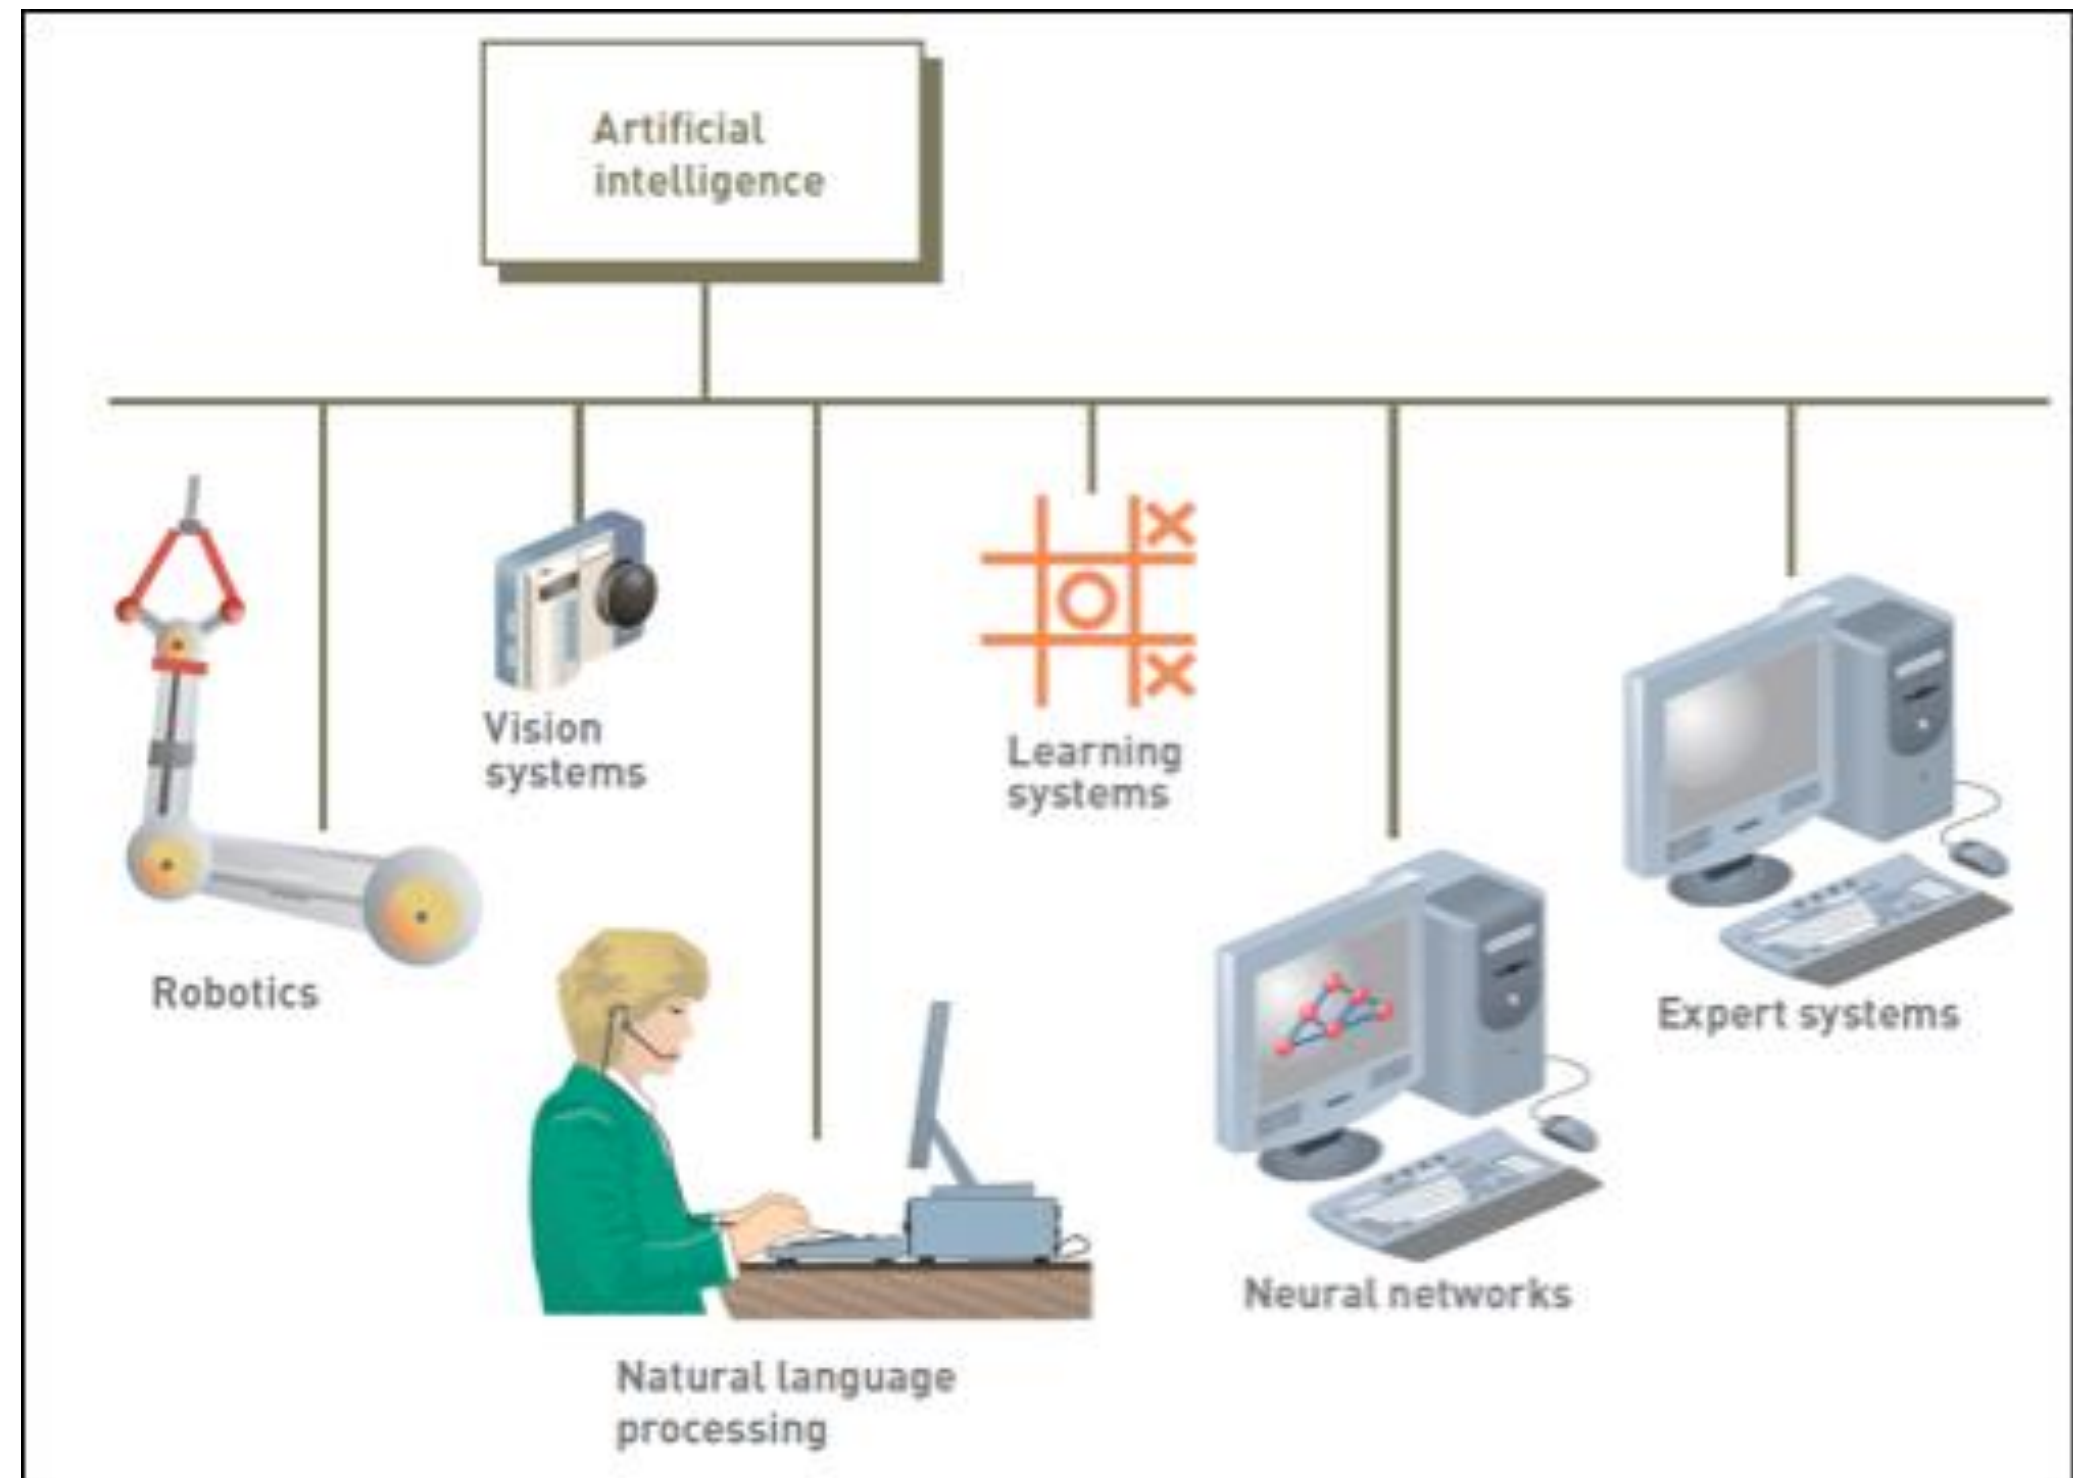 Artificial
intelligence
Vision
systems
Learning
systems
Robotics
Expert systems
Neural networks
Natural language
processing